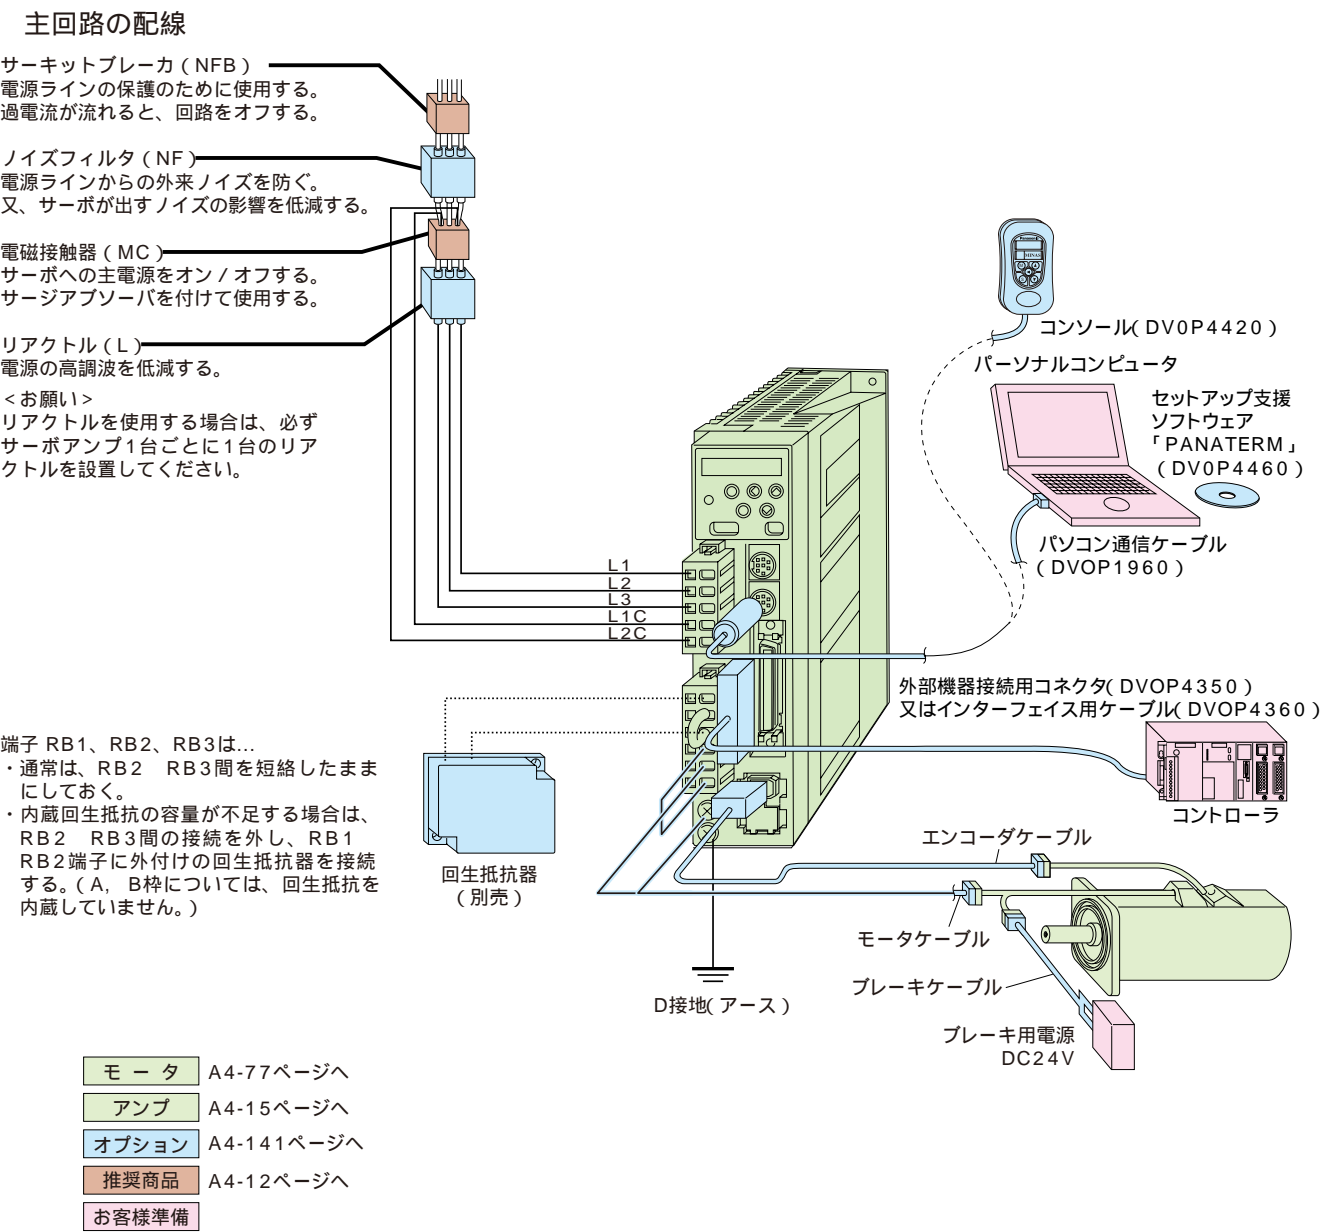 主回路の配線
サーキットブレーカ（NFB）
電源ラインの保護のために使用する。
過電流が流れると、回路をオフする。
ノイズフィルタ（NF）
電源ラインからの外来ノイズを防ぐ。
又、サーボが出すノイズの影響を低減する。
電磁接触器（MC）
サーボへの主電源をオン／オフする。
サージアブソーバを付けて使用する。
リアクトル（L）
電源の高調波を低減する。
＜お願い＞
リアクトルを使用する場合は、必ず
サーボアンプ1台ごとに1台のリア
クトルを設置してください。
MINAS
コンソール（DV0P4420）
パーソナルコンピュータ
セットアップ支援
ソフトウェア
「PANATERM」
（DV0P4460）
パソコン通信ケーブル
（DVOP1960）
L1
L2
L3
L1C
L2C
外部機器接続用コネクタ（DVOP4350）
又はインターフェイス用ケーブル（DVOP4360）
コントローラ
端子 RB1、RB2、RB3は…
・通常は、RB2　RB3間を短絡したまま
にしておく。
・内蔵回生抵抗の容量が不足する場合は、
RB2　RB3間の接続を外し、RB1
RB2端子に外付けの回生抵抗器を接続
する。（A, B枠については、回生抵抗を
内蔵していません。）
回生抵抗器
（別売）
エンコーダケーブル
モータケーブル
ブレーキケーブル
D接地（アース）
ブレーキ用電源
DC24V
モータ A4-77ページへ
アンプ A4-15ページへ
オプション A4-141ページへ
推奨商品 A4-12ページへ
お客様準備